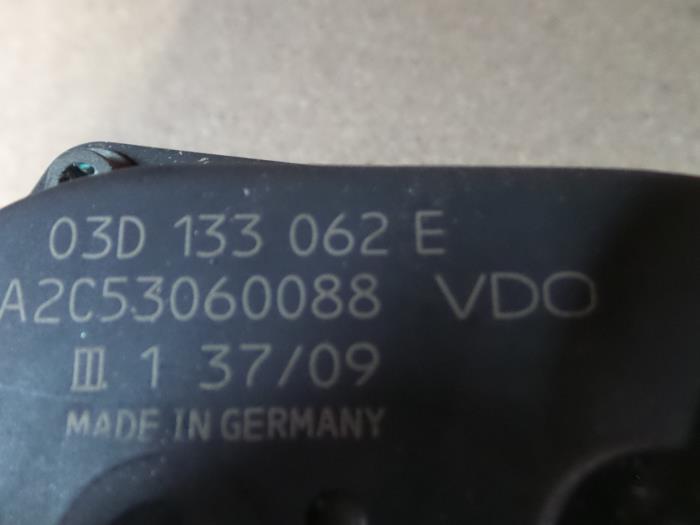 03D 133 062 E
A2C53060088 VDO
III 1 37/09
MADE IN GERMANY